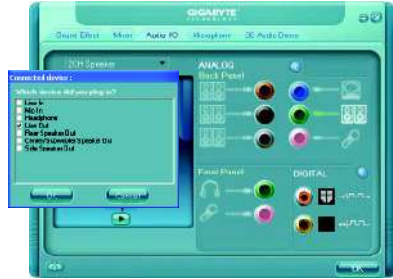 GIGABYTE
TECHNOLOGY
Sound Effect Mixer Audio I/O Microphone 3D Audio Demo
2CH Speaker
ANALOG
Back Panel
Connected device :
Which device did you plug in?
Line In
Mic In
Headphone
Line Out
Rear Speaker Out
Center/Subwoofer Speaker Out
Side Speaker Out
OK
Cancel
Front Panel
DIGITAL
OK